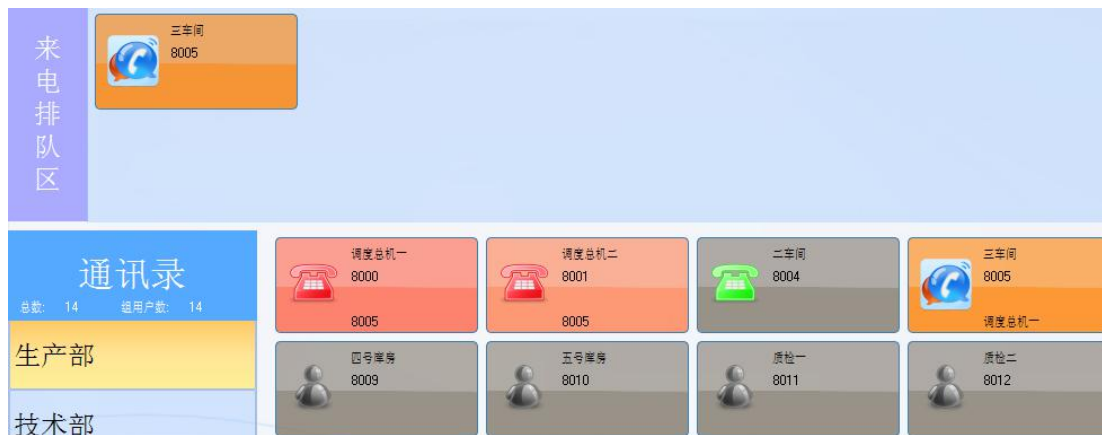 来电排队区
三车间
8005
通讯录
总数: 14 组用户数: 14
生产部
技术部
调度总机一
8000
8005
调度总机二
8001
8005
二车间
8004
三车间
8005
调度总机一
四号库房
8009
五号库房
8010
质检一
8011
质检二
8012